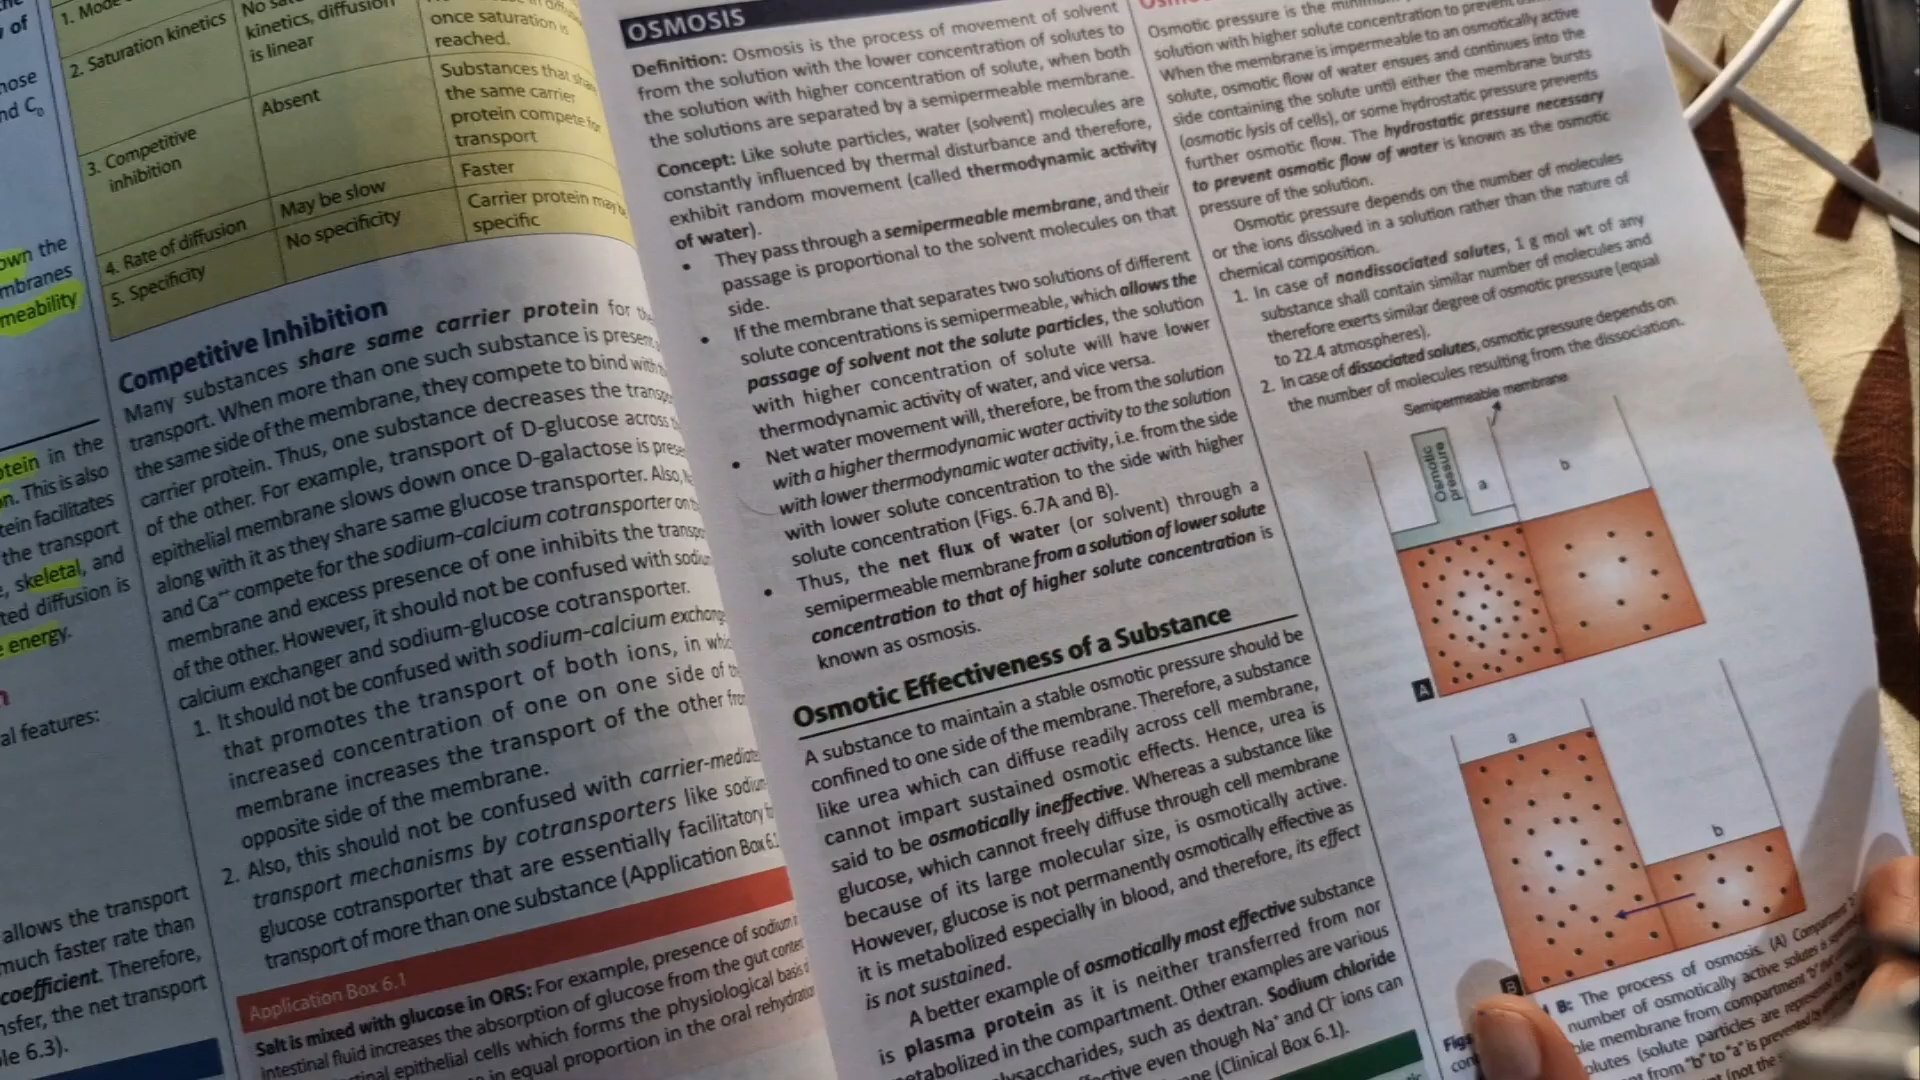 v of
nose
nd C₀
own the
mbranes
meability
otein in the
n. This is also
tein facilitates
the transport
e, skeletal, and
ted diffusion is
energy.
al features:
allows the transport
much faster rate than
coefficient. Therefore,
nsfer, the net transport
le 6.3).
2. Saturation kinetics
kinetics, diffusion
is linear
once saturation is
reached.
3. Competitive
inhibition
Absent
Substances that
the same carrier
protein compete for
transport
4. Rate of diffusion
May be slow
Faster
5. Specificity
No specificity
Carrier protein may
specific
Competitive Inhibition
Many substances share same carrier protein for
transport. When more than one such substance is
the same side of the membrane, they compete to bind
carrier protein. Thus, one substance decreases the
of the other. For example, transport of D-glucose across
epithelial membrane slows down once D-galactose is
along with it as they share same glucose transporter. Also,
and Ca⁺⁺ compete for the sodium-calcium cotransporter on
membrane and excess presence of one inhibits the
of the other. However, it should not be confused with
calcium exchanger and sodium-glucose cotransporter.
1. It should not be confused with sodium-calcium
that promotes the transport of both ions, in
increased concentration of one on one side of
membrane increases the transport of the other
opposite side of the membrane.
2. Also, this should not be confused with
transport mechanisms by cotransporters like
glucose cotransporter that are essentially facilitatory
transport of more than one substance (Application Box
Application Box 6.1
Salt is mixed with glucose in ORS: For example, presence of
intestinal fluid increases the absorption of glucose from the gut
epithelial cells which forms the physiological
in equal proportion in the oral
OSMOSIS
Definition: Osmosis is the process of movement of solvent
from the solution with the lower concentration of solutes to
the solution with higher concentration of solute, when both
the solutions are separated by a semipermeable membrane.
Concept: Like solute particles, water (solvent) molecules are
constantly influenced by thermal disturbance and therefore,
exhibit random movement (called thermodynamic activity
of water).
• They pass through a semipermeable membrane, and their
passage is proportional to the solvent molecules on that
side.
• If the membrane that separates two solutions of different
solute concentrations is semipermeable, which allows the
passage of solvent not the solute particles, the solution
with higher concentration of solute will have lower
thermodynamic activity of water, and vice versa.
• Net water movement will, therefore, be from the solution
with a higher thermodynamic water activity to the solution
with lower thermodynamic water activity, i.e. from the side
with lower solute concentration to the side with higher
solute concentration (Figs. 6.7A and B).
• Thus, the net flux of water (or solvent) through a
semipermeable membrane from a solution of lower solute
concentration to that of higher solute concentration is
known as osmosis.
Osmotic Effectiveness of a Substance
A substance to maintain a stable osmotic pressure should be
confined to one side of the membrane. Therefore, a substance
like urea which can diffuse readily across cell membrane,
cannot impart sustained osmotic effects. Hence, urea is
said to be osmotically ineffective. Whereas a substance like
glucose, which cannot freely diffuse through cell membrane
because of its large molecular size, is osmotically active.
However, glucose is not permanently osmotically effective as
it is metabolized especially in blood, and therefore, its effect
is not sustained.
A better example of osmotically most effective substance
is plasma protein as it is neither transferred from nor
etabolized in the compartment. Other examples are various
lysaccharides, such as dextran. Sodium chloride
ective even though Na⁺ and Cl⁻ ions can
ne (Clinical Box 6.1).
Osmotic pressure is the
solution with higher solute concentration to prevent
When the membrane is impermeable to an osmotically active
solute, osmotic flow of water ensues and continues into the
side containing the solute until either the membrane bursts
(osmotic lysis of cells), or some hydrostatic pressure prevents
further osmotic flow. The hydrostatic pressure necessary
to prevent osmotic flow of water is known as the osmotic
pressure of the solution.
Osmotic pressure depends on the number of molecules
or the ions dissolved in a solution rather than the nature of
chemical composition.
1. In case of nondissociated solutes, 1 g mol wt of any
substance shall contain similar number of molecules and
therefore exerts similar degree of osmotic pressure (equal
to 22.4 atmospheres).
2. In case of dissociated solutes, osmotic pressure depends on
the number of molecules resulting from the dissociation.
Semipermeable membrane
Osmotic
pressure
a
b
A
a
b
B
B: The process of osmosis. (A) Compartment
number of osmotically active solutes
ble membrane from compartment "b"
olutes (solute particles are
from "b" to "a" is prevented by
(not the